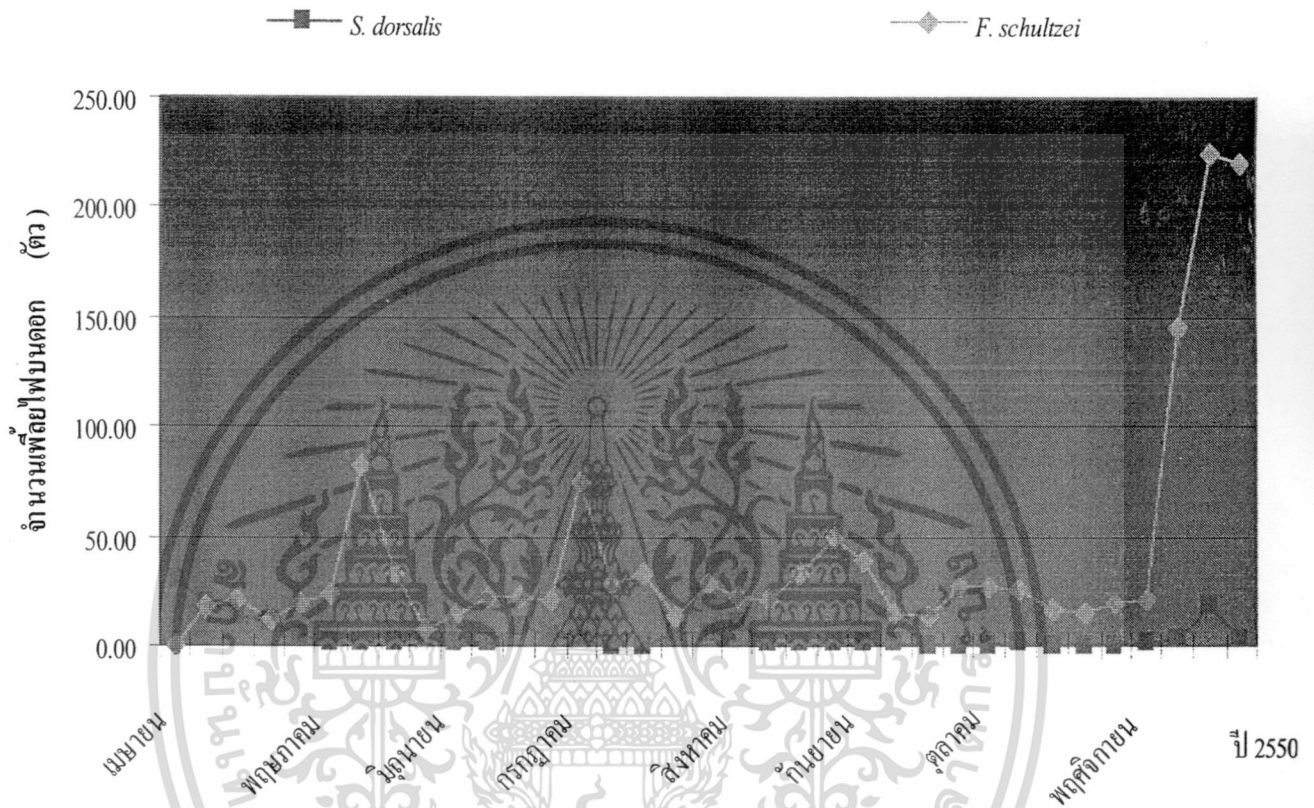 S. dorsalis
F. schultzei
จำนวนเพลี้ยไฟบนดอก (ตัว)
250.00
200.00
150.00
100.00
50.00
0.00
เมษายน
พฤษภาคม
มิถุนายน
กรกฎาคม
สิงหาคม
กันยายน
ตุลาคม
พฤศจิกายน
ปี 2550